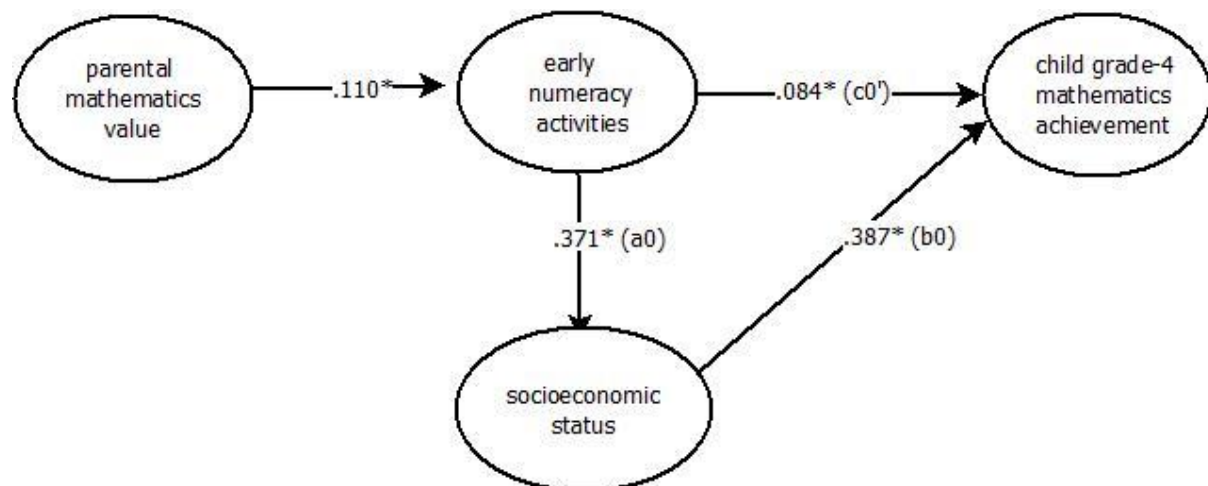 parental
mathematics
value
.110*
early
numeracy
activities
.084* (c0')
child grade-4
mathematics
achievement
.371* (a0)
.387* (b0)
socioeconomic
status